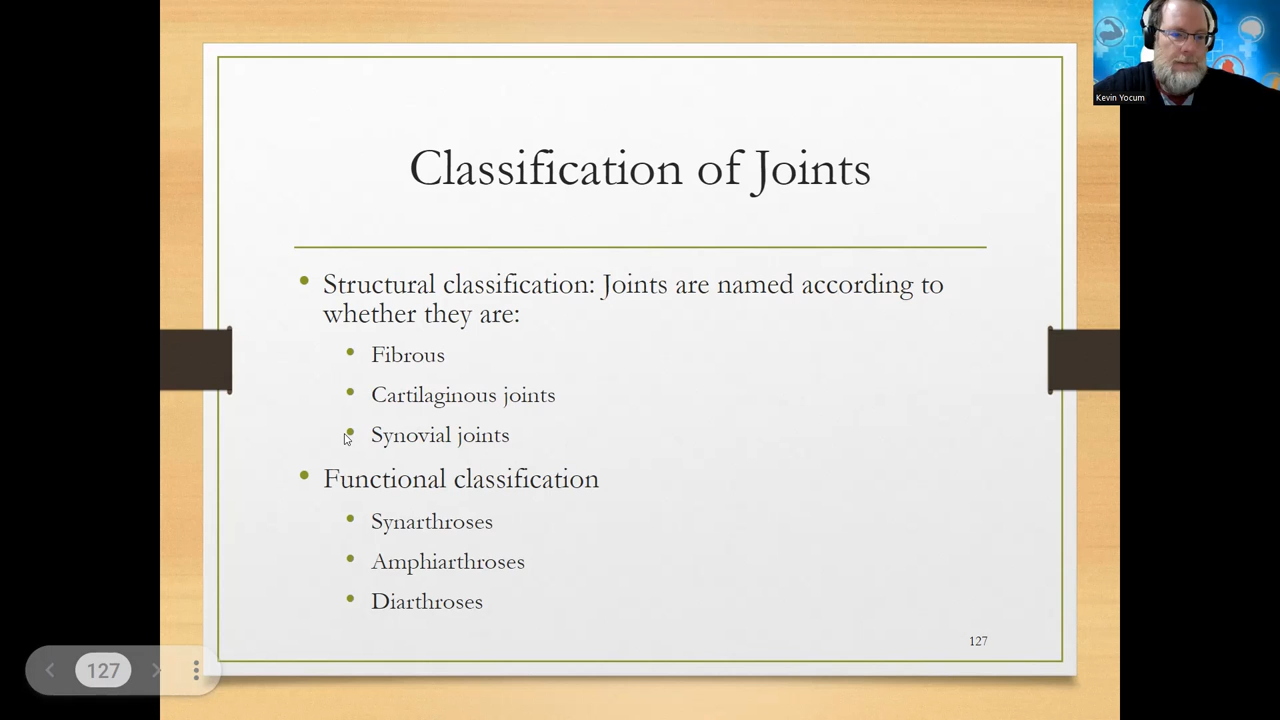 Kevin Yocum
Classification of Joints
Structural classification: Joints are named according to
whether they are:
Fibrous
Cartilaginous joints
Synovial joints
Functional classification
Synarthroses
Amphiarthroses
Diarthroses
127
127